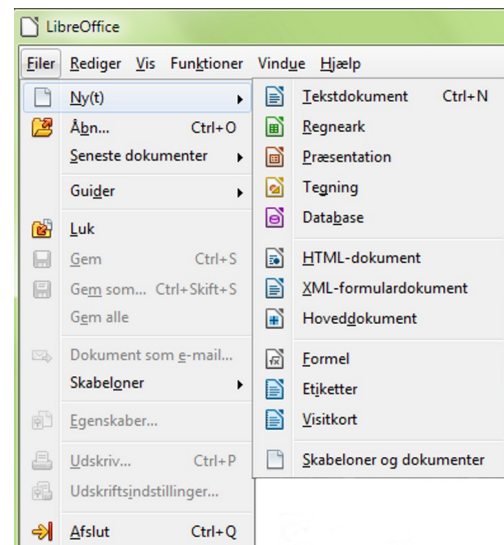 LibreOffice
Filer Rediger Vis Funktioner Vindue Hjælp
Ny(t)
Åbn... Ctrl+O
Seneste dokumenter
Guider
Luk
Gem Ctrl+S
Gem som... Ctrl+Skift+S
Gem alle
Dokument som e-mail...
Skabeloner
Egenskaber...
Udskriv... Ctrl+P
Udskriftsindstillinger...
Afslut Ctrl+Q
Tekstdokument Ctrl+N
Regneark
Præsentation
Tegning
Database
HTML-dokument
XML-formulardokument
Hoveddokument
Formel
Etiketter
Visitkort
Skabeloner og dokumenter